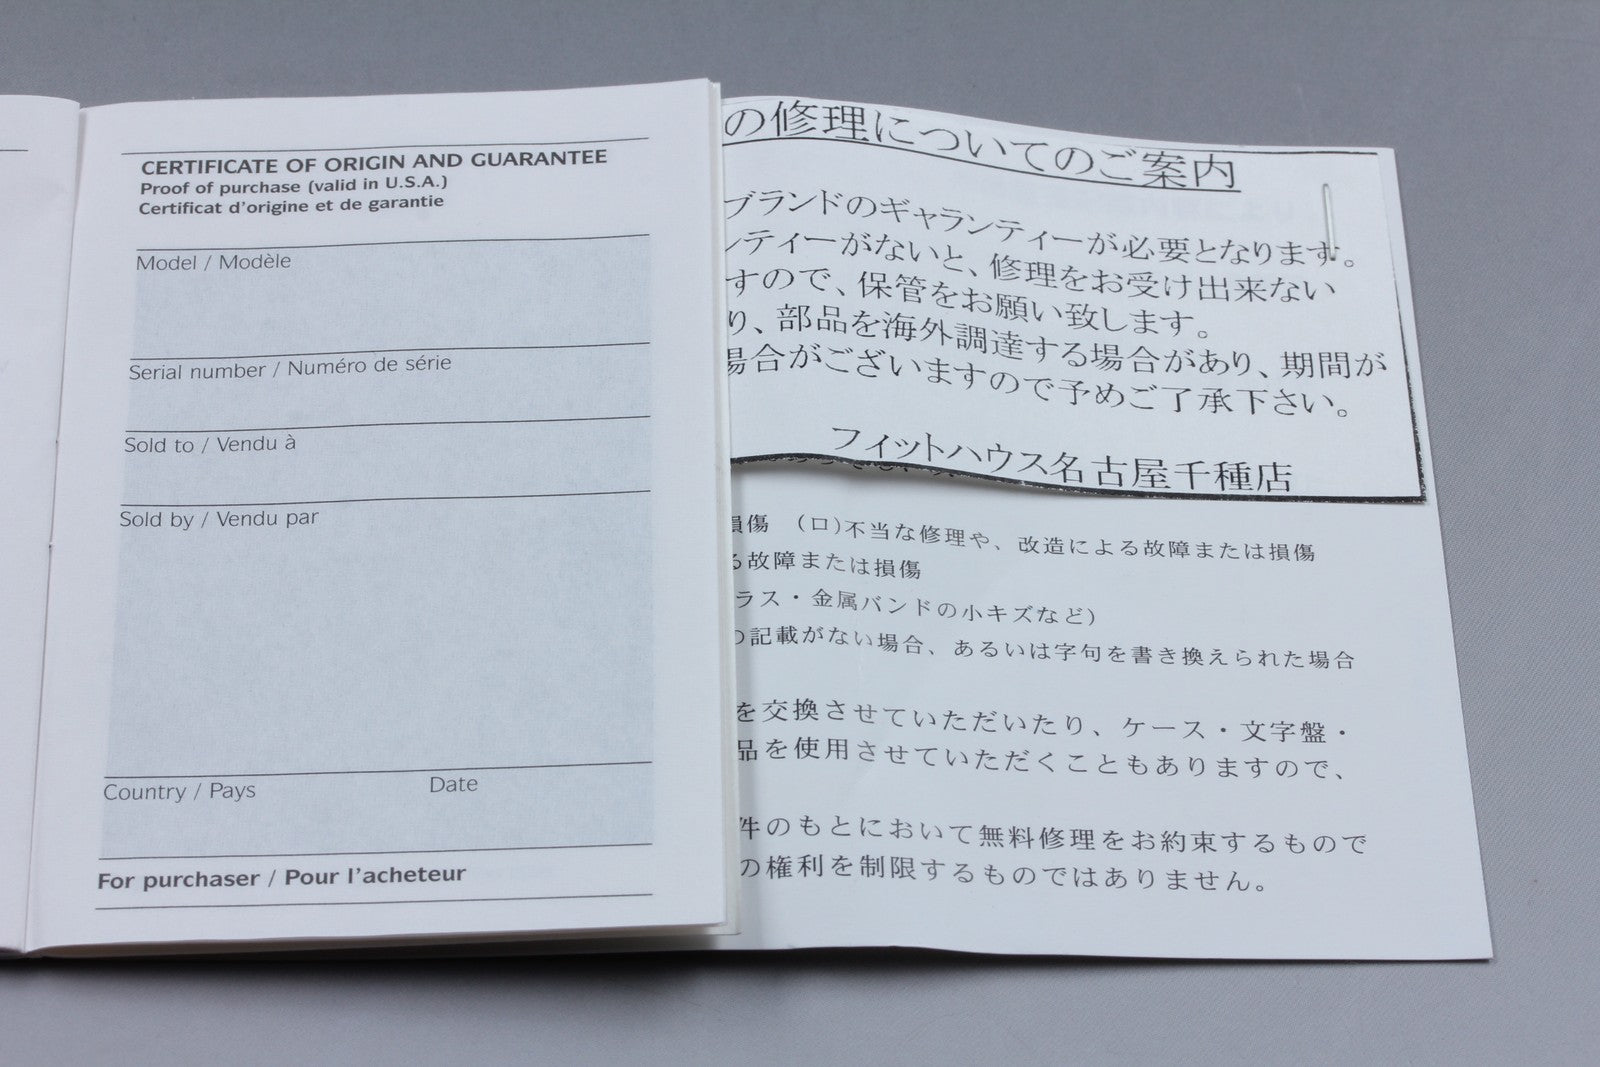 CERTIFICATE OF ORIGIN AND GUARANTEE
Proof of purchase (valid in U.S.A.)
Certificat d'origine et de garantie
Model / Modèle
Serial number / Numéro de série
Sold to / Vendu à
Sold by / Vendu par
Country / Pays Date
For purchaser / Pour l'acheteur
の修理についてのご案内
ブランドのギャランティーが必要となります。
ンティーがないと、修理をお受け出来ない
すので、保管をお願い致します。
り、部品を海外調達する場合があり、期間が
場合がございますので予めご了承下さい。
フィットハウス名古屋千種店
損傷 (ロ)不当な修理や、改造による故障または損傷
る故障または損傷
ラス・金属バンドの小キズなど)
の記載がない場合、あるいは字句を書き換えられた場合
を交換させていただいたり、ケース・文字盤・
品を使用させていただくこともありますので、
件のもとにおいて無料修理をお約束するもので
の権利を制限するものではありません。